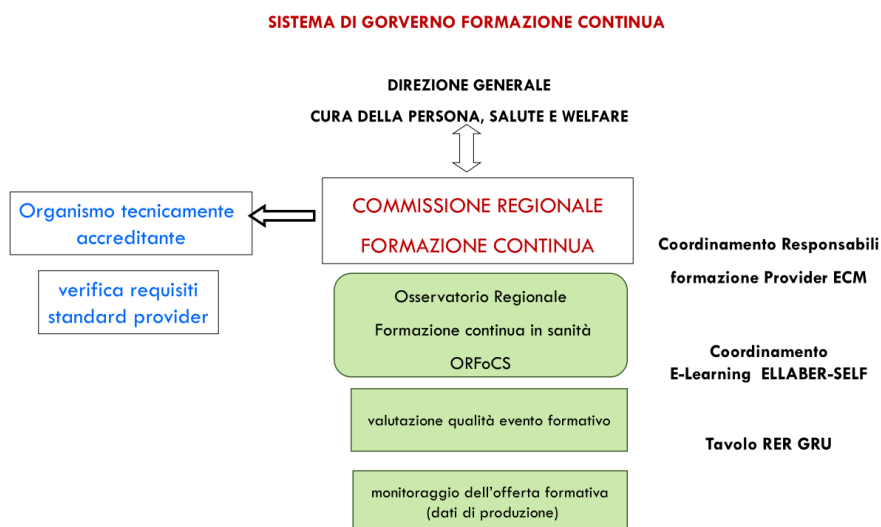 SISTEMA DI GORVERNO FORMAZIONE CONTINUA
DIREZIONE GENERALE
CURA DELLA PERSONA, SALUTE E WELFARE
Organismo tecnicamente
accreditante
verifica requisiti
standard provider
COMMISSIONE REGIONALE
FORMAZIONE CONTINUA
Osservatorio Regionale
Formazione continua in sanità
ORFoCS
valutazione qualità evento formativo
monitoraggio dell'offerta formativa
(dati di produzione)
Coordinamento Responsabili
formazione Provider ECM
Coordinamento
E-Learning ELLABER-SELF
Tavolo RER GRU